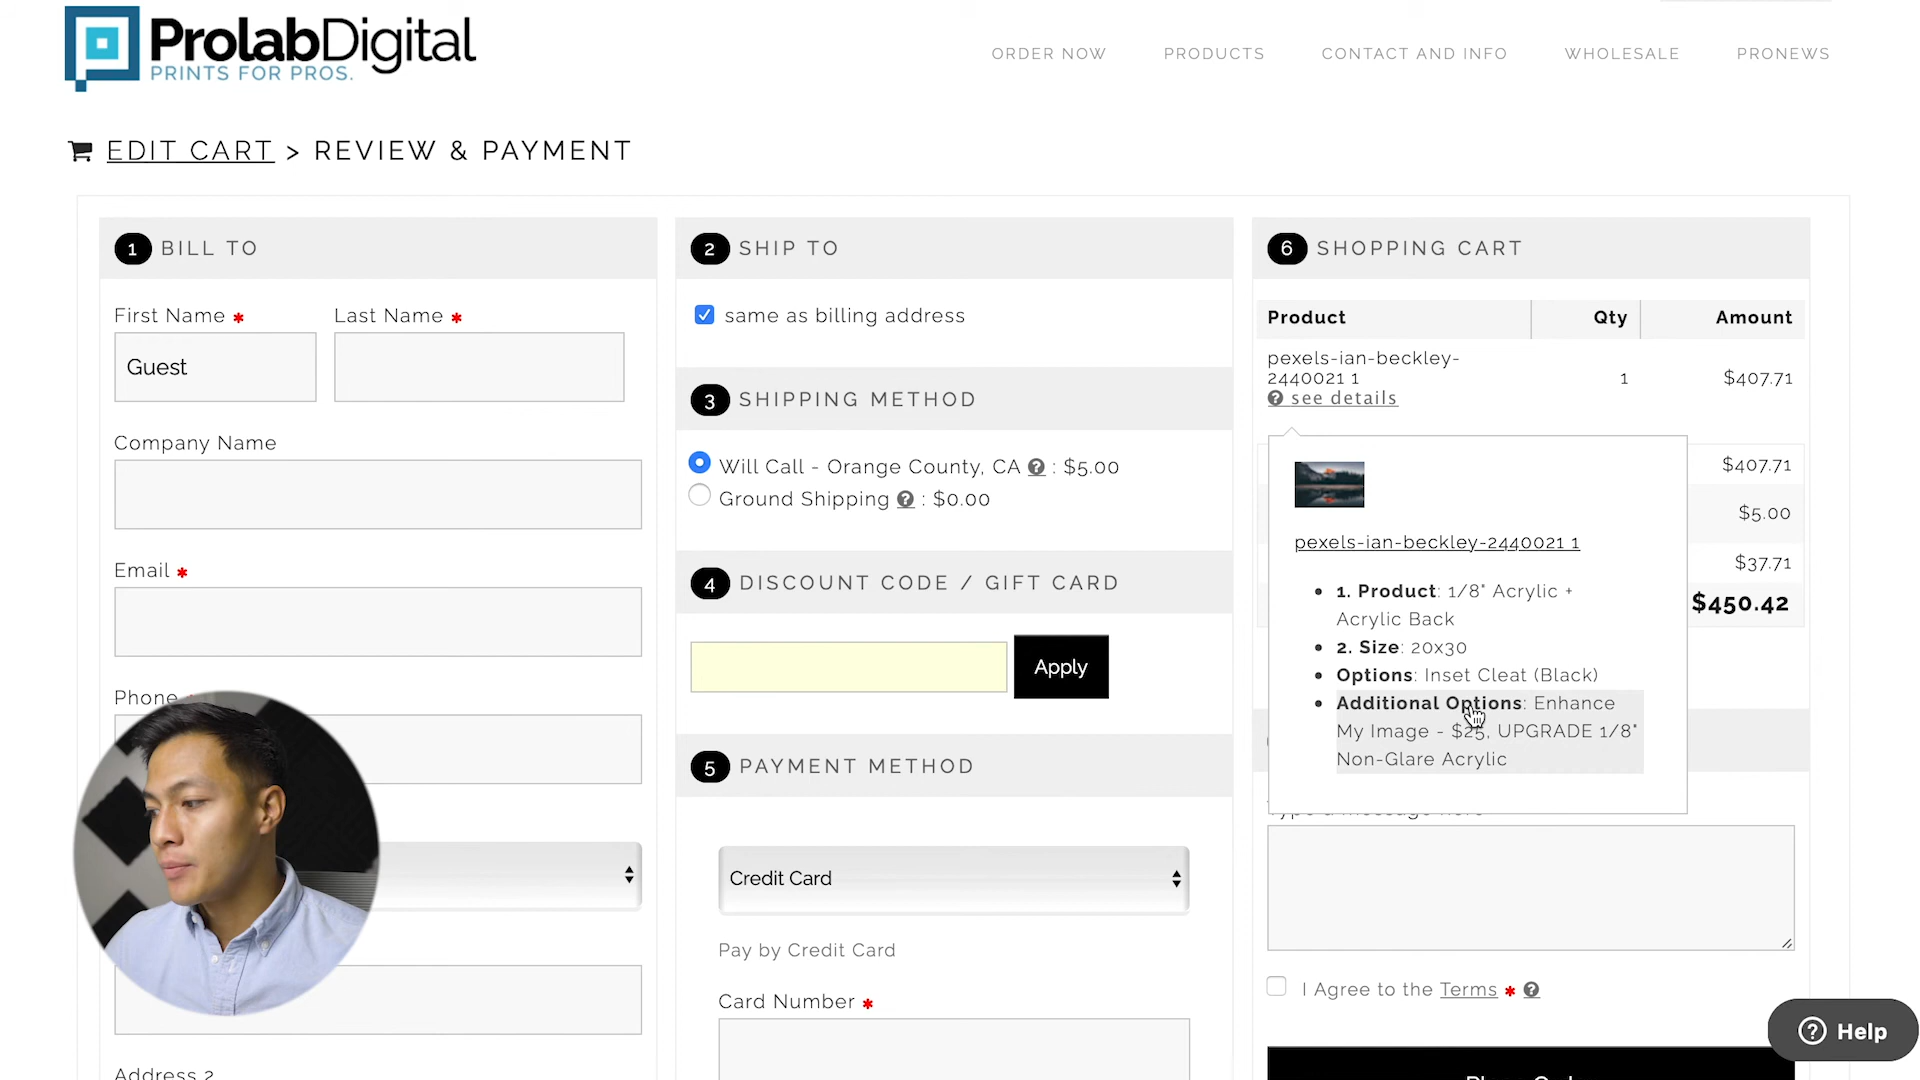 ProlabDigital
PRINTS FOR PROS.
ORDER NOW
PRODUCTS
CONTACT AND INFO
WHOLESALE
PRONEWS
EDIT CART > REVIEW & PAYMENT
1 BILL TO
First Name *
Last Name *
Guest
Company Name
Email *
Phone
Address 2
2 SHIP TO
same as billing address
3 SHIPPING METHOD
Will Call - Orange County, CA ? : $5.00
Ground Shipping ? : $0.00
4 DISCOUNT CODE / GIFT CARD
Apply
5 PAYMENT METHOD
Credit Card
Pay by Credit Card
Card Number *
6 SHOPPING CART
Product Qty Amount
pexels-ian-beckley-
2440021 1 1 $407.71
? see details
$407.71
$5.00
$37.71
$450.42
pexels-ian-beckley-2440021 1
• 1. Product: 1/8" Acrylic +
Acrylic Back
• 2. Size: 20x30
• Options: Inset Cleat (Black)
• Additional Options: Enhance
My Image - $25, UPGRADE 1/8"
Non-Glare Acrylic
I Agree to the Terms * ?
? Help